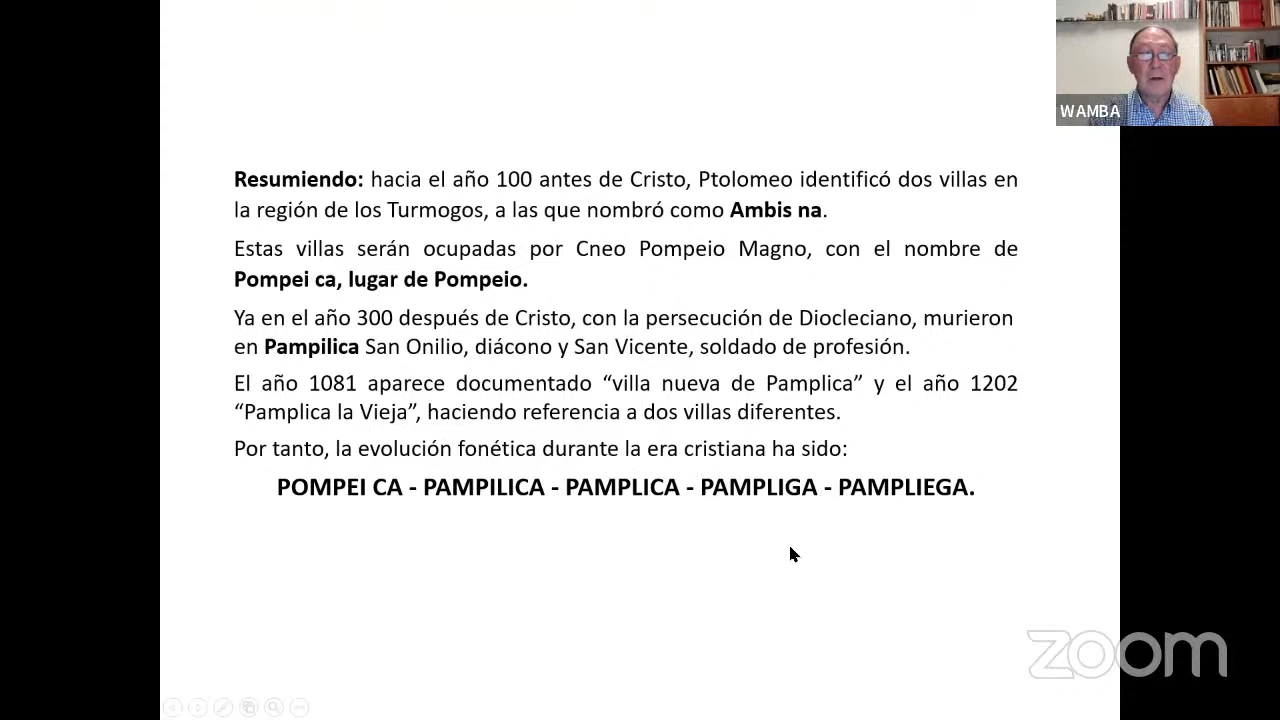 WAMBA
Resumiendo: hacia el año 100 antes de Cristo, Ptolomeo identificó dos villas en
la región de los Turmogos, a las que nombró como Ambis na.
Estas villas serán ocupadas por Cneo Pompeio Magno, con el nombre de
Pompei ca, lugar de Pompeio.
Ya en el año 300 después de Cristo, con la persecución de Diocleciano, murieron
en Pampilica San Onilio, diácono y San Vicente, soldado de profesión.
El año 1081 aparece documentado “villa nueva de Pamplica” y el año 1202
“Pamplica la Vieja”, haciendo referencia a dos villas diferentes.
Por tanto, la evolución fonética durante la era cristiana ha sido:
POMPEI CA - PAMPILICA - PAMPLICA - PAMPLIGA - PAMPLIEGA.
zoom